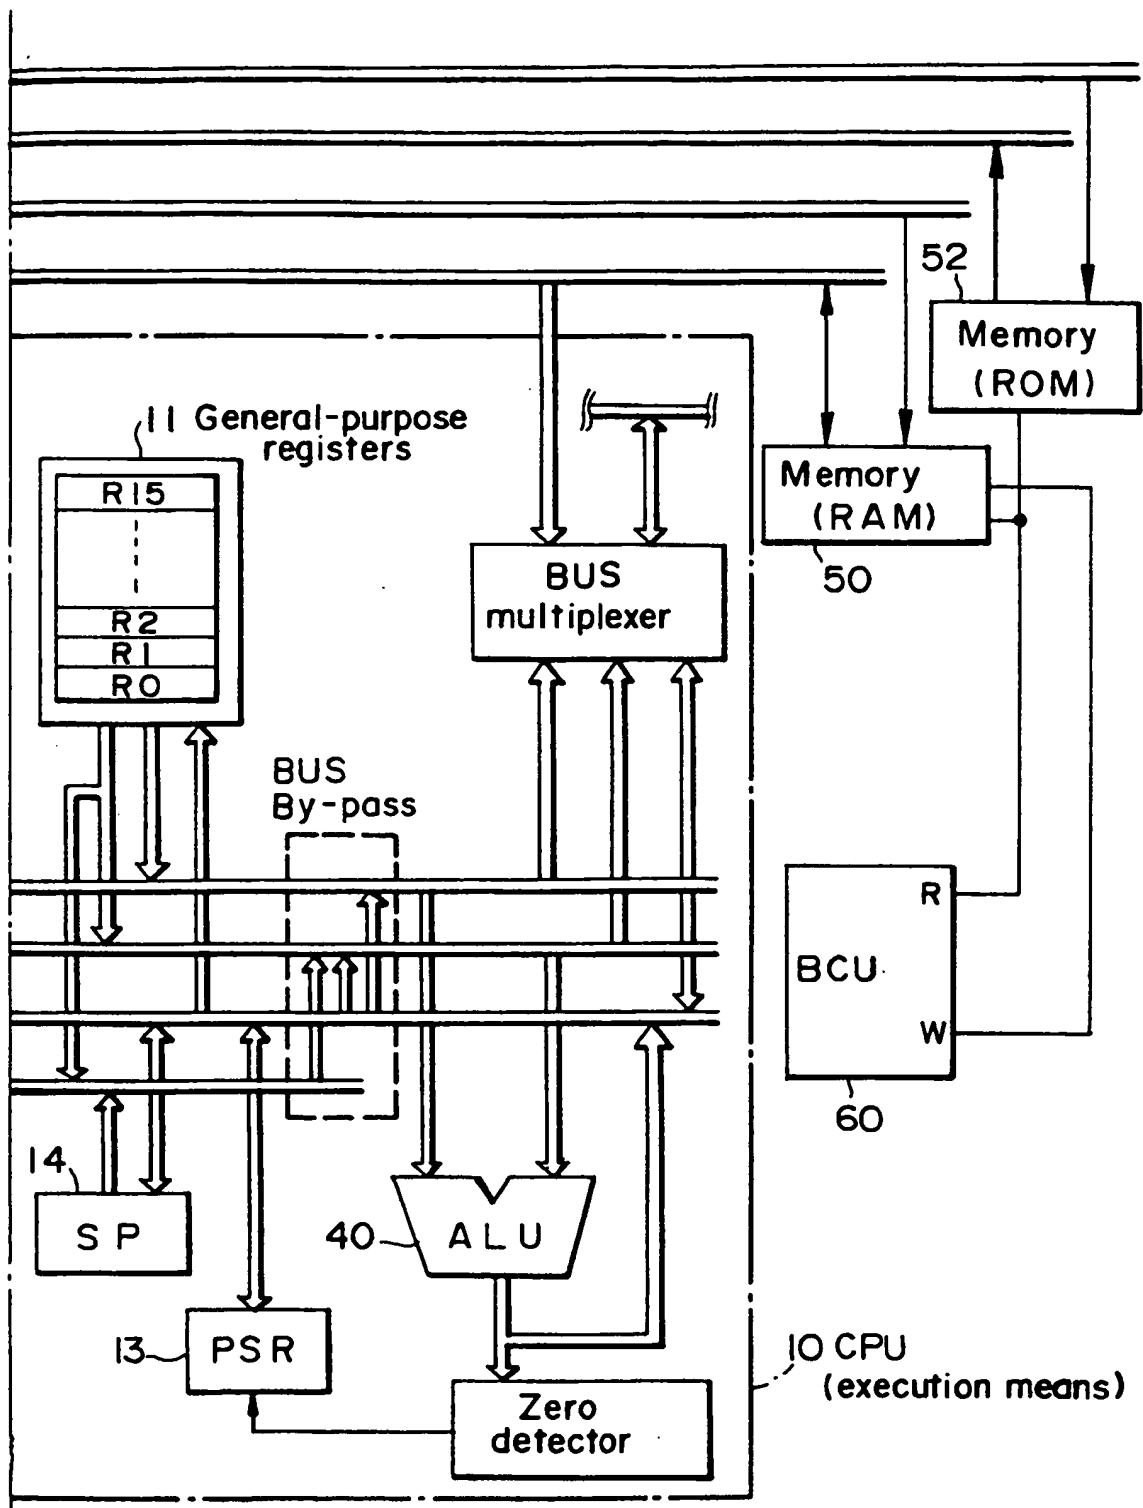 52
Memory
(ROM)
11 General-purpose
registers
R15
R2
R1
R0
Memory
(RAM)
50
BUS
multiplexer
BUS
By-pass
R
BCU
W
60
14
SP
40
ALU
13
PSR
10 CPU
(execution means)
Zero
detector